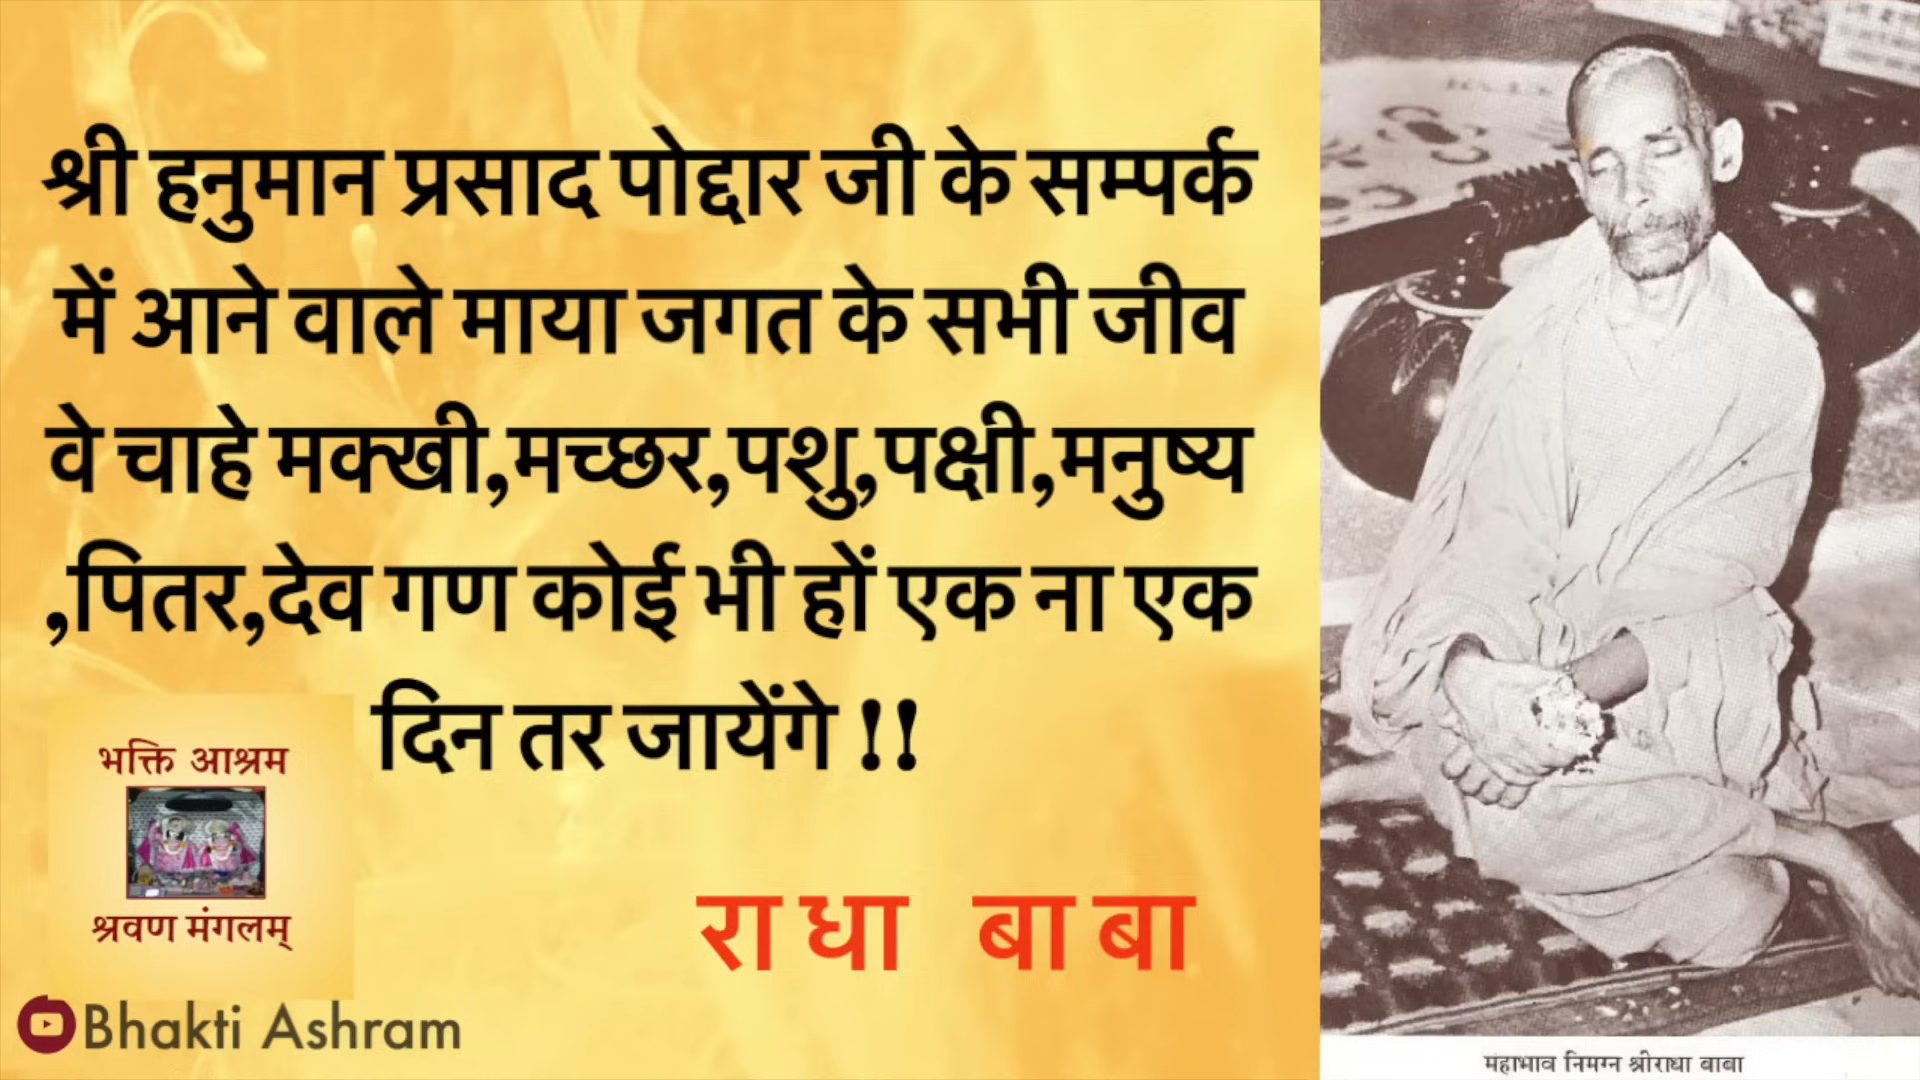 श्री हनुमान प्रसाद पोद्दार जी के सम्पर्क
में आने वाले माया जगत के सभी जीव
वे चाहे मक्खी,मच्छर,पशु,पक्षी,मनुष्य
,पितर,देव गण कोई भी हों एक ना एक
दिन तर जायेंगे !!
राधा बाबा
भक्ति आश्रम
श्रवण मंगलम्
Bhakti Ashram
महाभाव निमग्न श्रीराधा बाबा